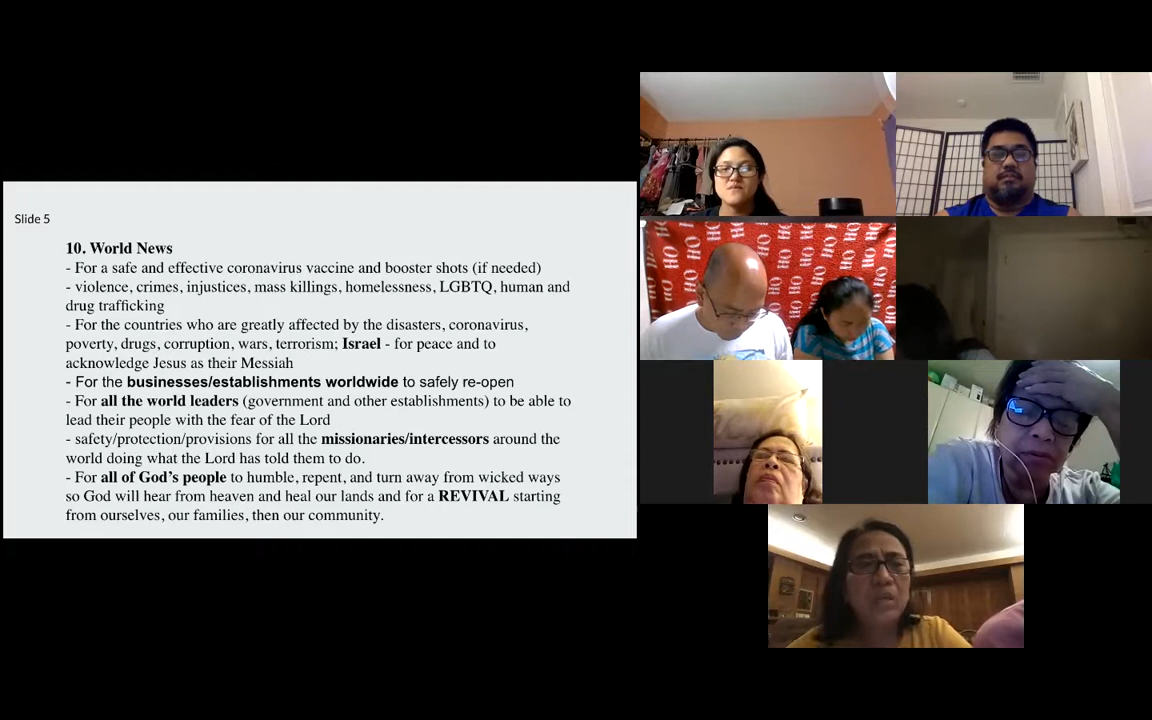 Slide 5
10. World News
- For a safe and effective coronavirus vaccine and booster shots (if needed)
- violence, crimes, injustices, mass killings, homelessness, LGBTQ, human and
drug trafficking
- For the countries who are greatly affected by the disasters, coronavirus,
poverty, drugs, corruption, wars, terrorism; Israel - for peace and to
acknowledge Jesus as their Messiah
- For the businesses/establishments worldwide to safely re-open
- For all the world leaders (government and other establishments) to be able to
lead their people with the fear of the Lord
- safety/protection/provisions for all the missionaries/intercessors around the
world doing what the Lord has told them to do.
- For all of God’s people to humble, repent, and turn away from wicked ways
so God will hear from heaven and heal our lands and for a REVIVAL starting
from ourselves, our families, then our community.
HO HO HO